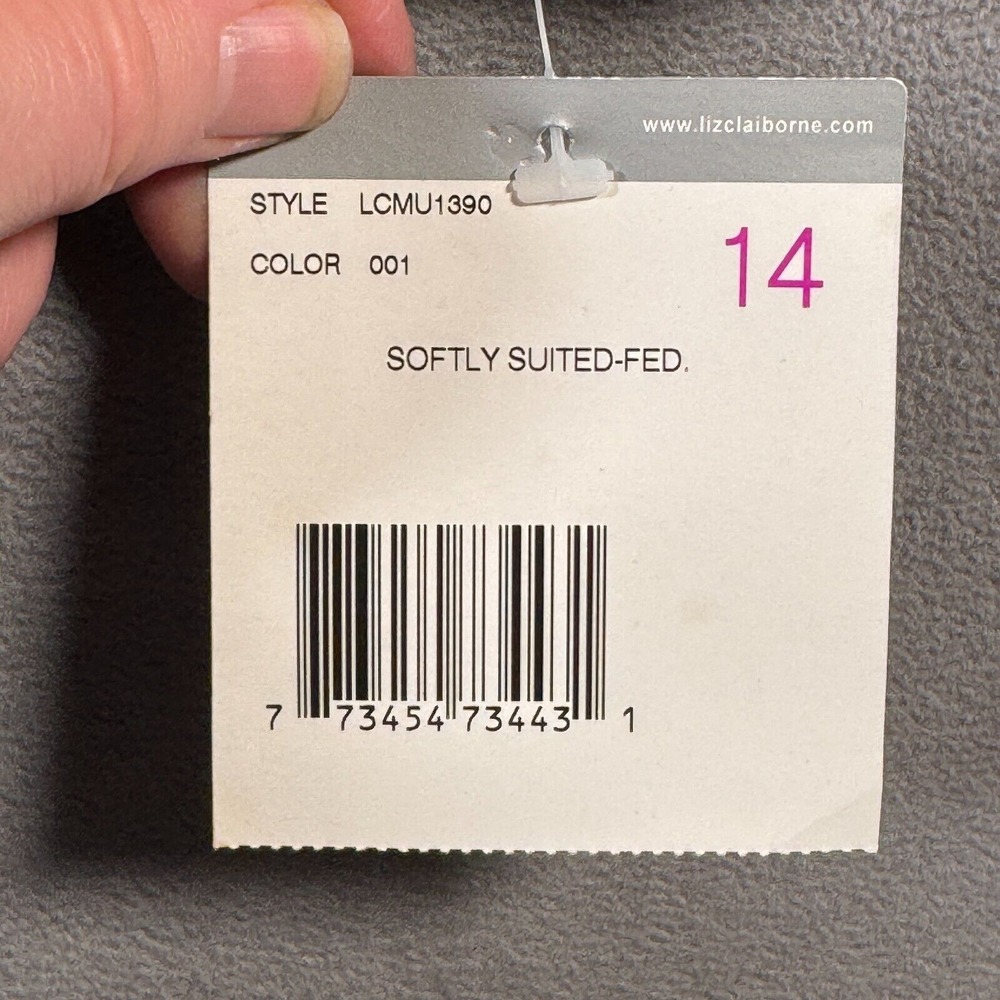 www.lizclaiborne.com
STYLE LCMU1390
COLOR 001
14
SOFTLY SUITED-FED.
7 73454 73443 1